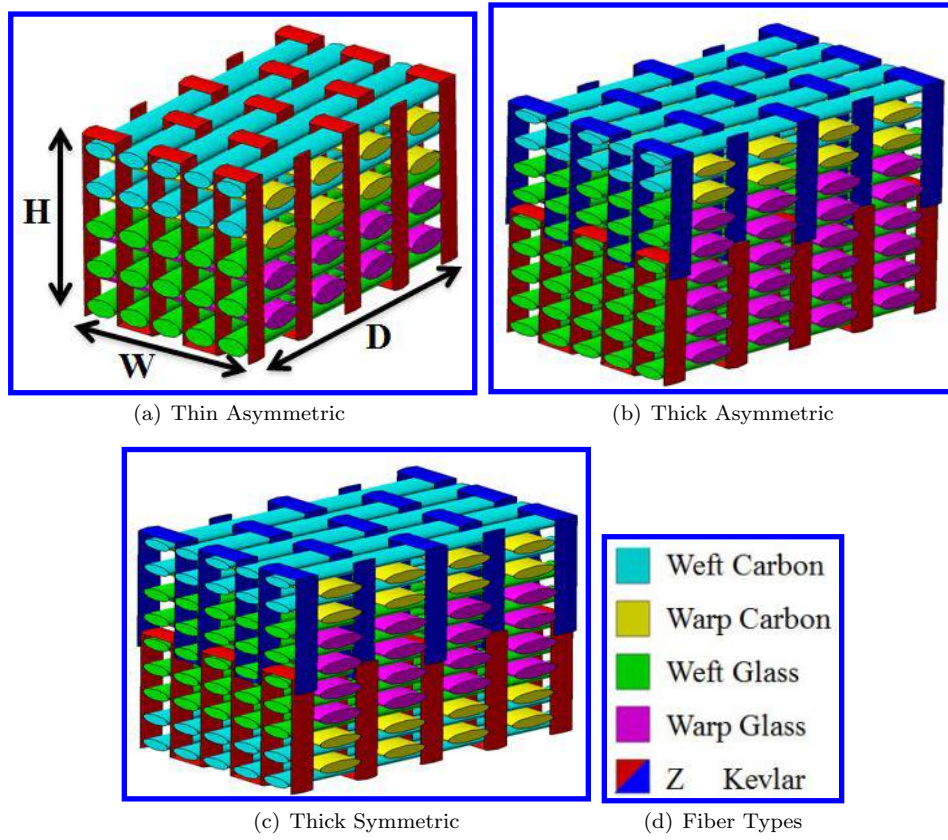 H
W
D
(a) Thin Asymmetric
(b) Thick Asymmetric
Weft Carbon
Warp Carbon
Weft Glass
Warp Glass
Z Kevlar
(c) Thick Symmetric
(d) Fiber Types